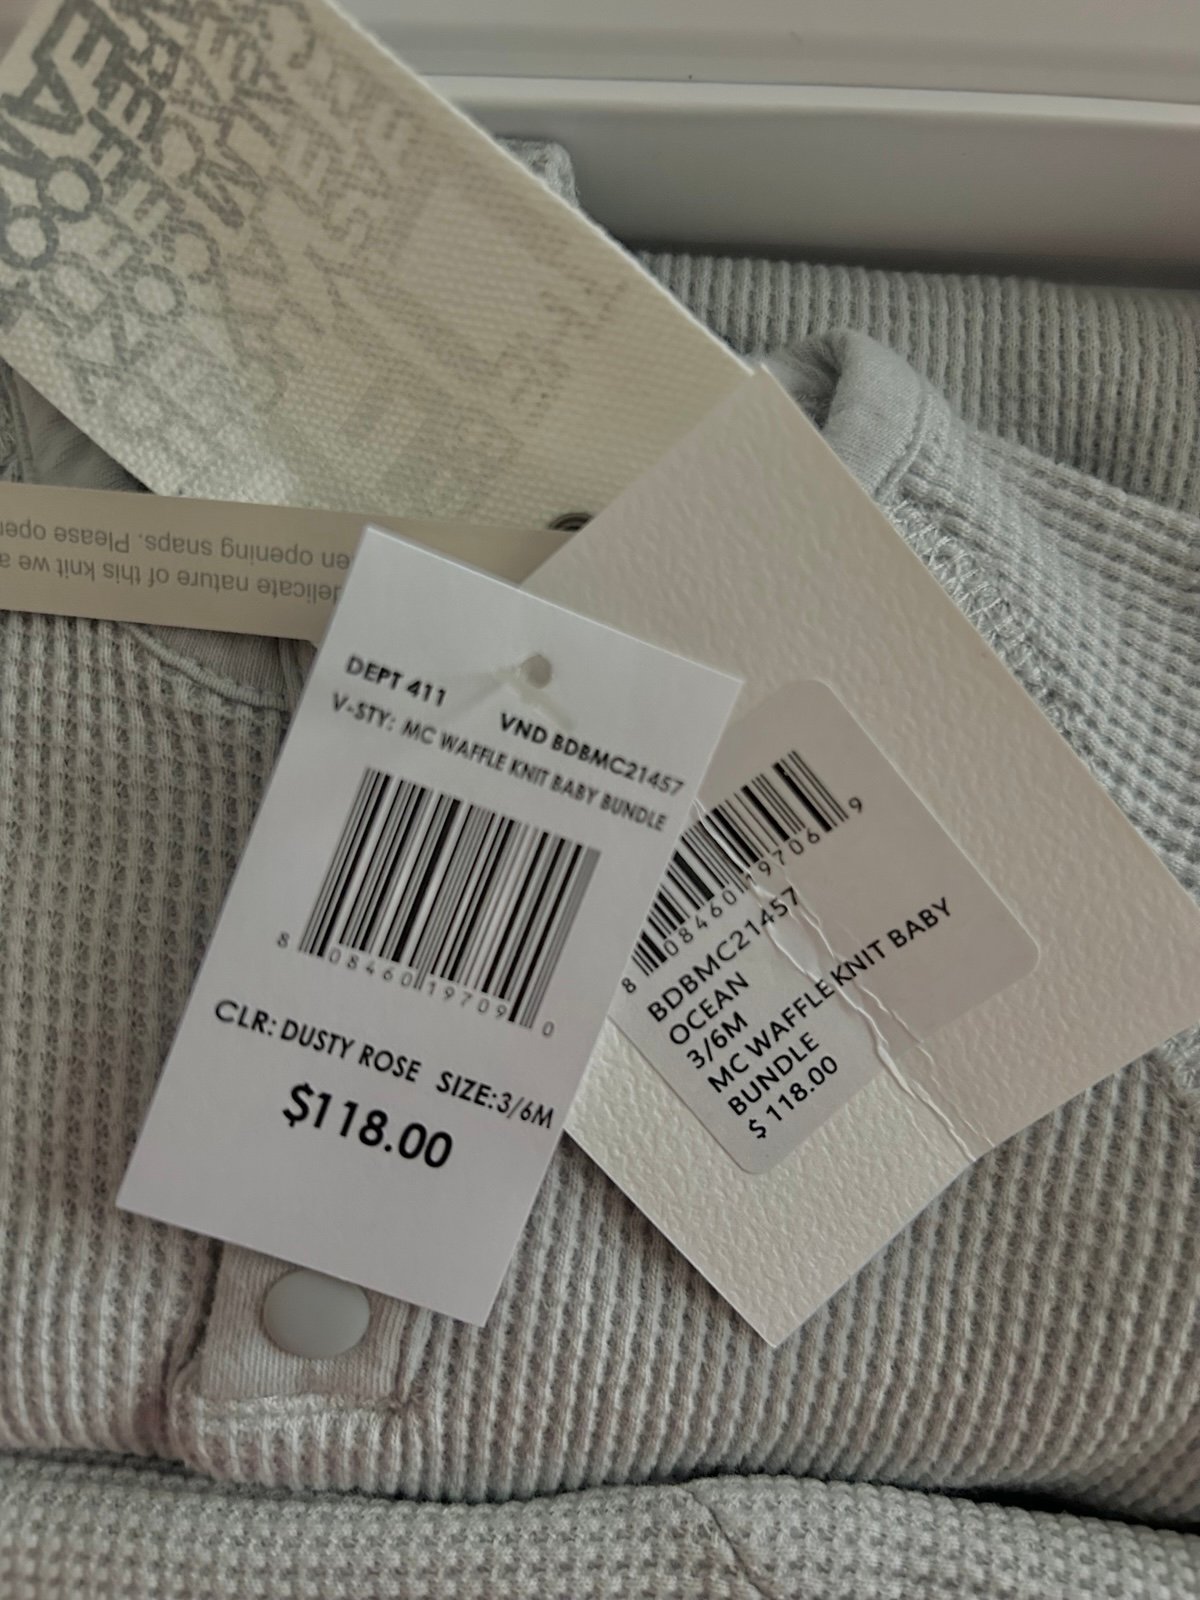 en opening snaps. Please
delicate nature of this knit we a
DEPT 411
VND BDBMC21457
V-STY: MC WAFFLE KNIT BABY BUNDLE
8 08460 19709 0
CLR: DUSTY ROSE SIZE:3/6M
$118.00
8 08460 19706 9
BDBMC21457
OCEAN
3/6M
MC WAFFLE KNIT BABY
BUNDLE
$ 118.00